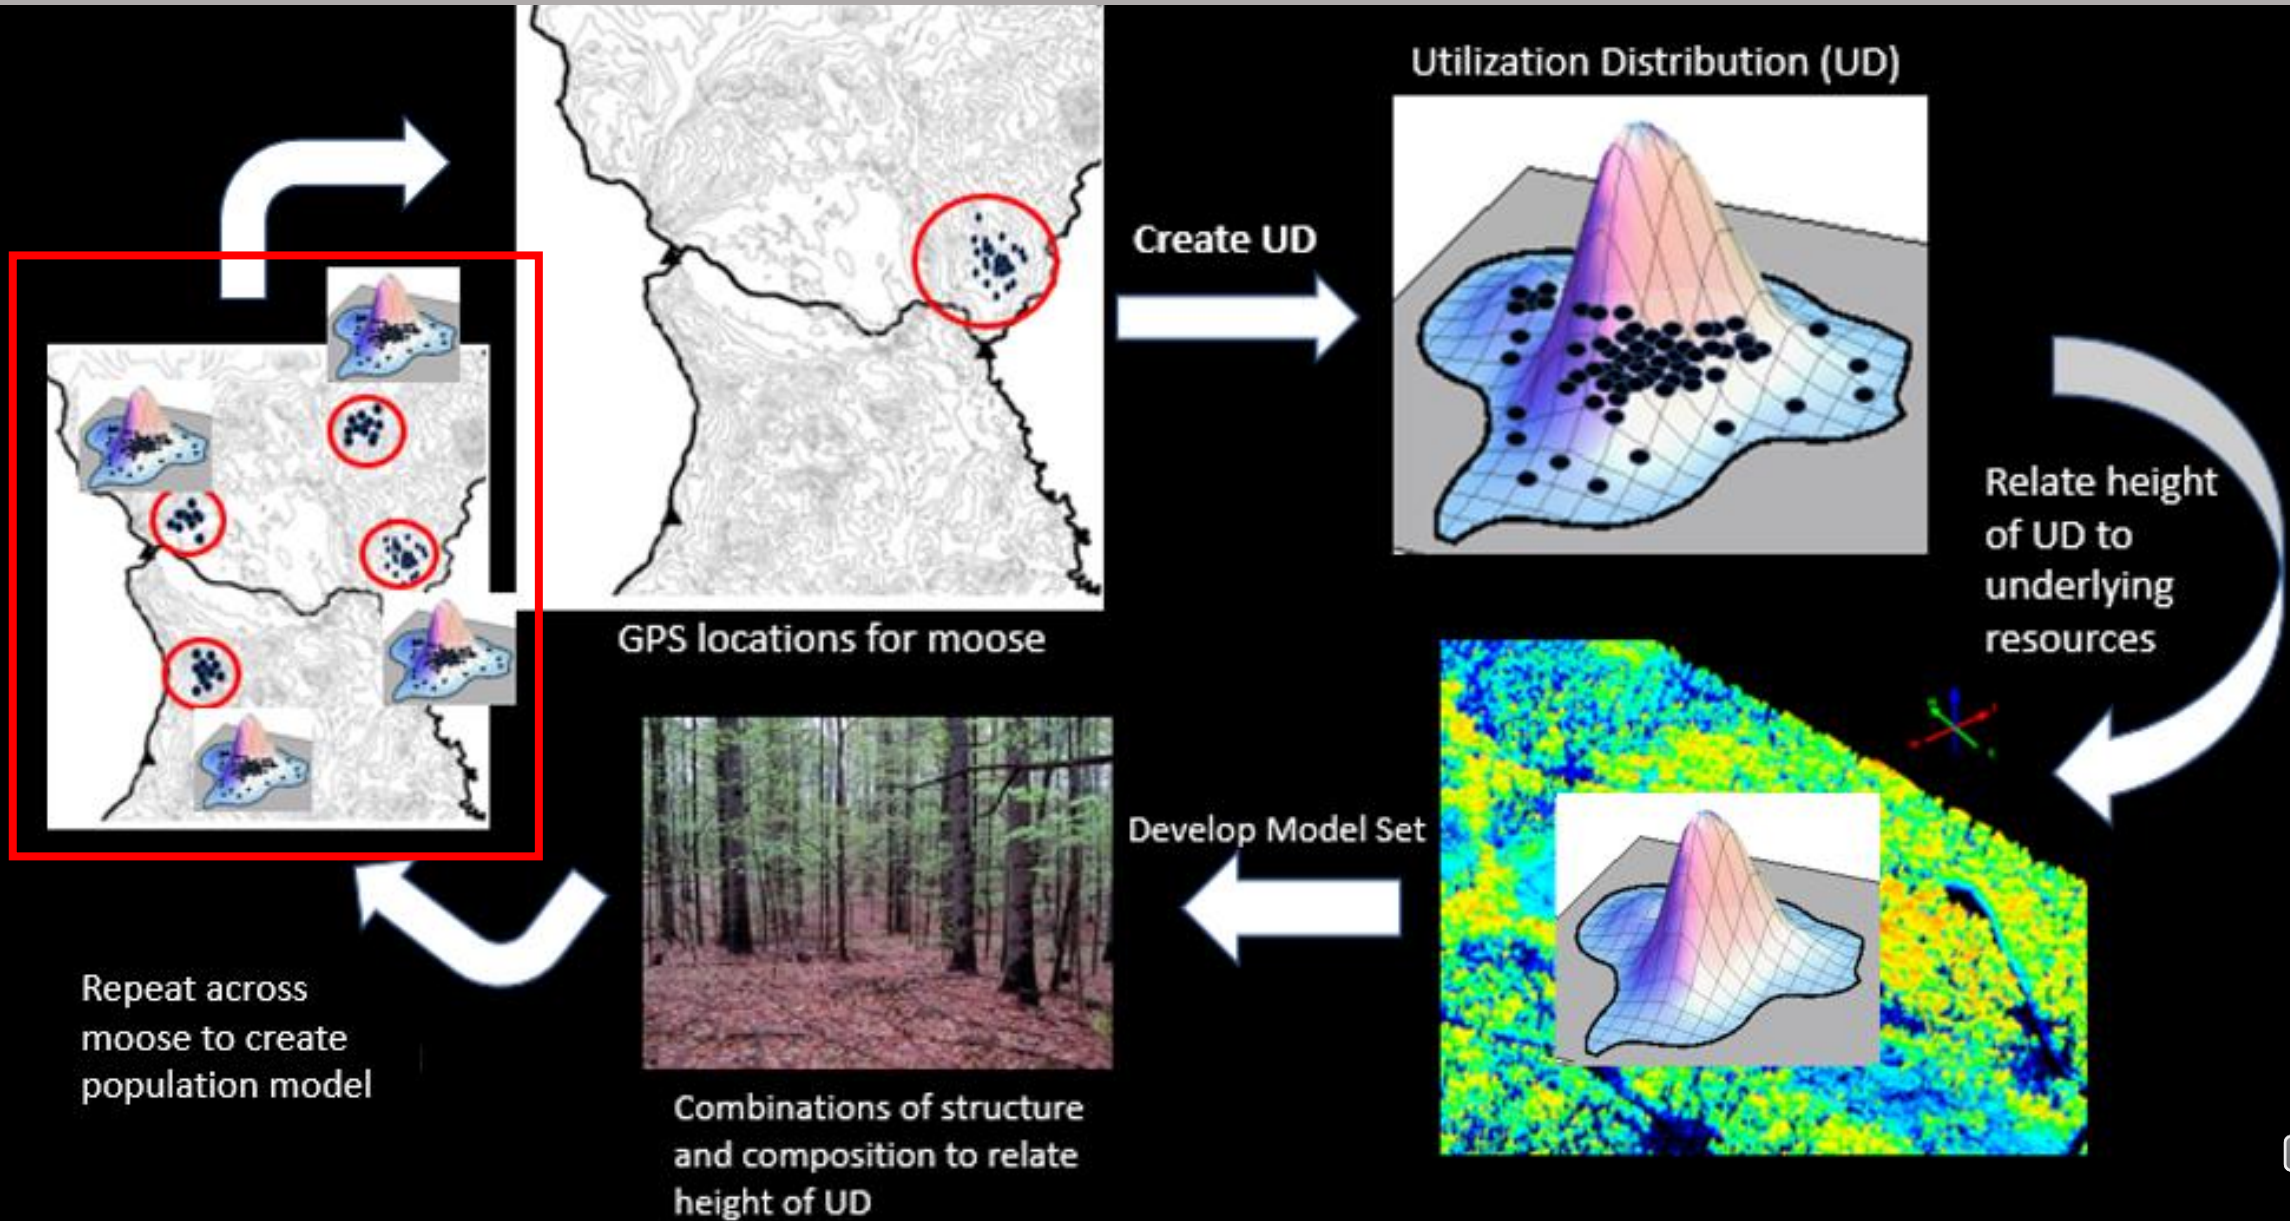 Utilization Distribution (UD)
Create UD
GPS locations for moose
Relate height
of UD to
underlying
resources
Develop Model Set
Combinations of structure
and composition to relate
height of UD
Repeat across
moose to create
population model